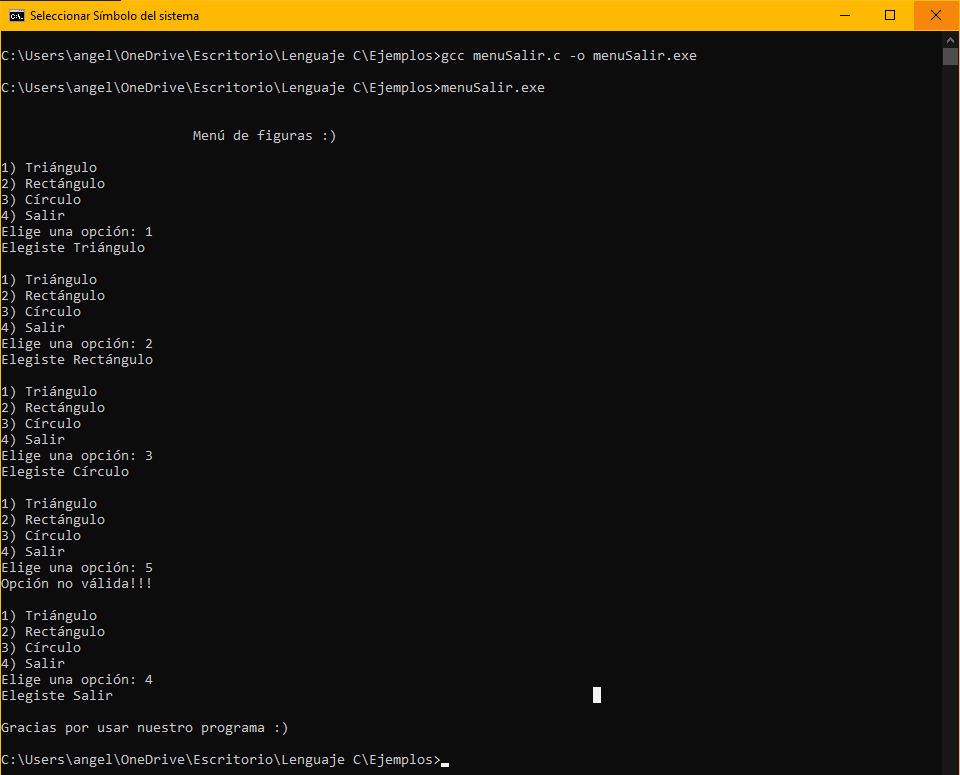 Seleccionar Símbolo del sistema
C:\Users\angel\OneDrive\Escritorio\Lenguaje C\Ejemplos>gcc menuSalir.c -o menuSalir.exe
C:\Users\angel\OneDrive\Escritorio\Lenguaje C\Ejemplos>menuSalir.exe
Menú de figuras :)
1) Triángulo
2) Rectángulo
3) Círculo
4) Salir
Elige una opción: 1
Elegiste Triángulo
1) Triángulo
2) Rectángulo
3) Círculo
4) Salir
Elige una opción: 2
Elegiste Rectángulo
1) Triángulo
2) Rectángulo
3) Círculo
4) Salir
Elige una opción: 3
Elegiste Círculo
1) Triángulo
2) Rectángulo
3) Círculo
4) Salir
Elige una opción: 5
Opción no válida!!!
1) Triángulo
2) Rectángulo
3) Círculo
4) Salir
Elige una opción: 4
Elegiste Salir
Gracias por usar nuestro programa :)
C:\Users\angel\OneDrive\Escritorio\Lenguaje C\Ejemplos>